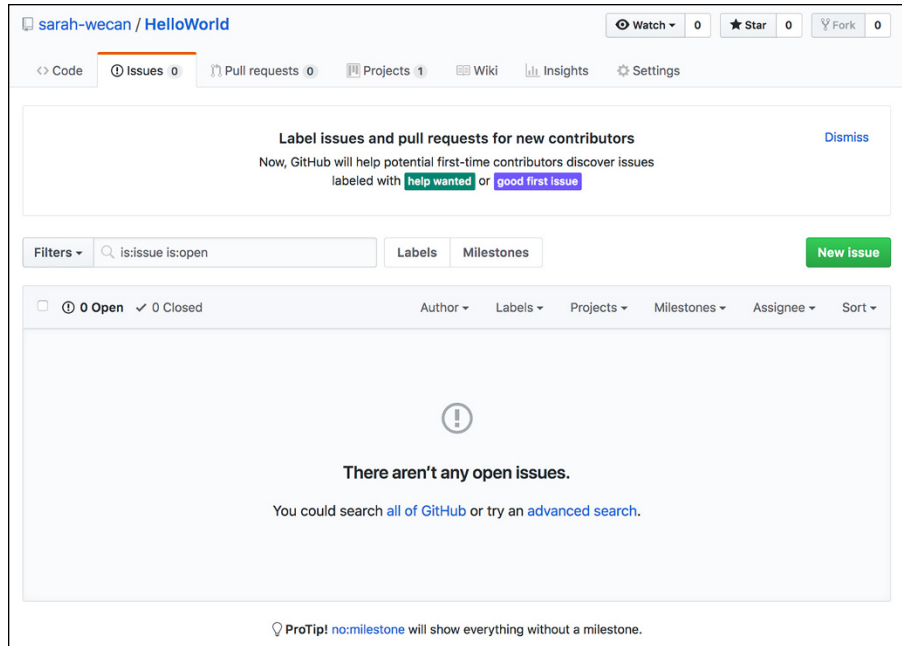 sarah-wecan / HelloWorld Watch 0 Star 0 Fork 0
Code Issues 0 Pull requests 0 Projects 1 Wiki Insights Settings
Label issues and pull requests for new contributors Dismiss
Now, GitHub will help potential first-time contributors discover issues
labeled with help wanted or good first issue
Filters is:issue is:open Labels Milestones New issue
0 Open 0 Closed Author Labels Projects Milestones Assignee Sort
There aren't any open issues.
You could search all of GitHub or try an advanced search.
ProTip! no:milestone will show everything without a milestone.